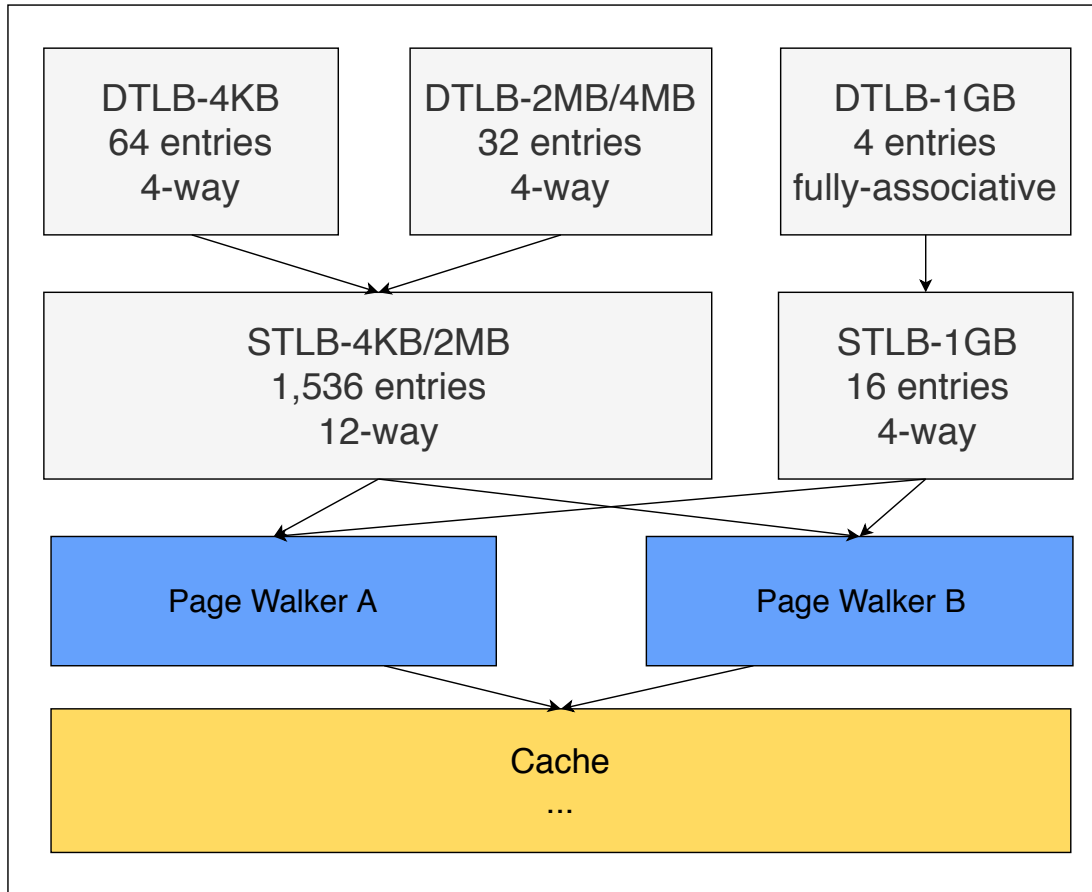 DTLB-4KB
64 entries
4-way
DTLB-2MB/4MB
32 entries
4-way
DTLB-1GB
4 entries
fully-associative
STLB-4KB/2MB
1,536 entries
12-way
STLB-1GB
16 entries
4-way
Page Walker A
Page Walker B
Cache
...